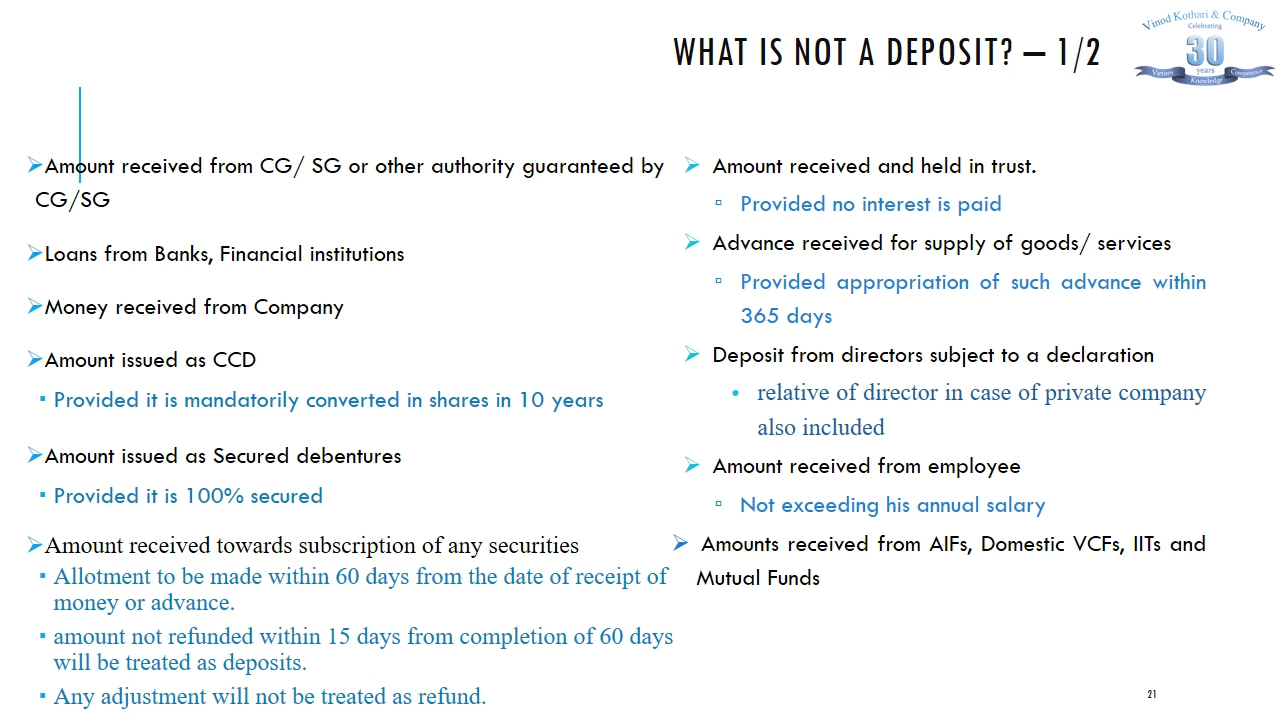 WHAT IS NOT A DEPOSIT? – 1/2
Vinod Kothari & Company
Celebrating
30
years
Virtues
Knowledge
Competence
➢Amount received from CG/ SG or other authority guaranteed by
CG/SG
➢Loans from Banks, Financial institutions
➢Money received from Company
➢Amount issued as CCD
▪ Provided it is mandatorily converted in shares in 10 years
➢Amount issued as Secured debentures
▪ Provided it is 100% secured
➢Amount received towards subscription of any securities
▪ Allotment to be made within 60 days from the date of receipt of
money or advance.
▪ amount not refunded within 15 days from completion of 60 days
will be treated as deposits.
▪ Any adjustment will not be treated as refund.
➢ Amount received and held in trust.
▫ Provided no interest is paid
➢ Advance received for supply of goods/ services
▫ Provided appropriation of such advance within
365 days
➢ Deposit from directors subject to a declaration
• relative of director in case of private company
also included
➢ Amount received from employee
▫ Not exceeding his annual salary
➢ Amounts received from AIFs, Domestic VCFs, IITs and
Mutual Funds
21